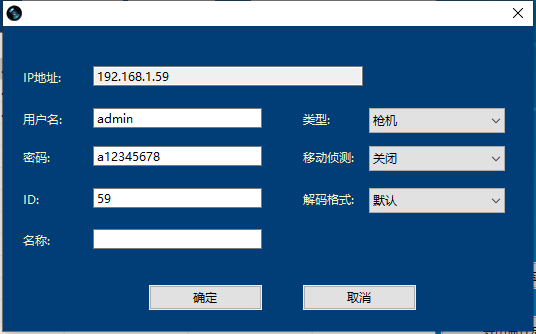 IP地址: 192.168.1.59
用户名: admin 类型: 枪机
密码: a12345678 移动侦测: 关闭
ID: 59 解码格式: 默认
名称:
确定 取消